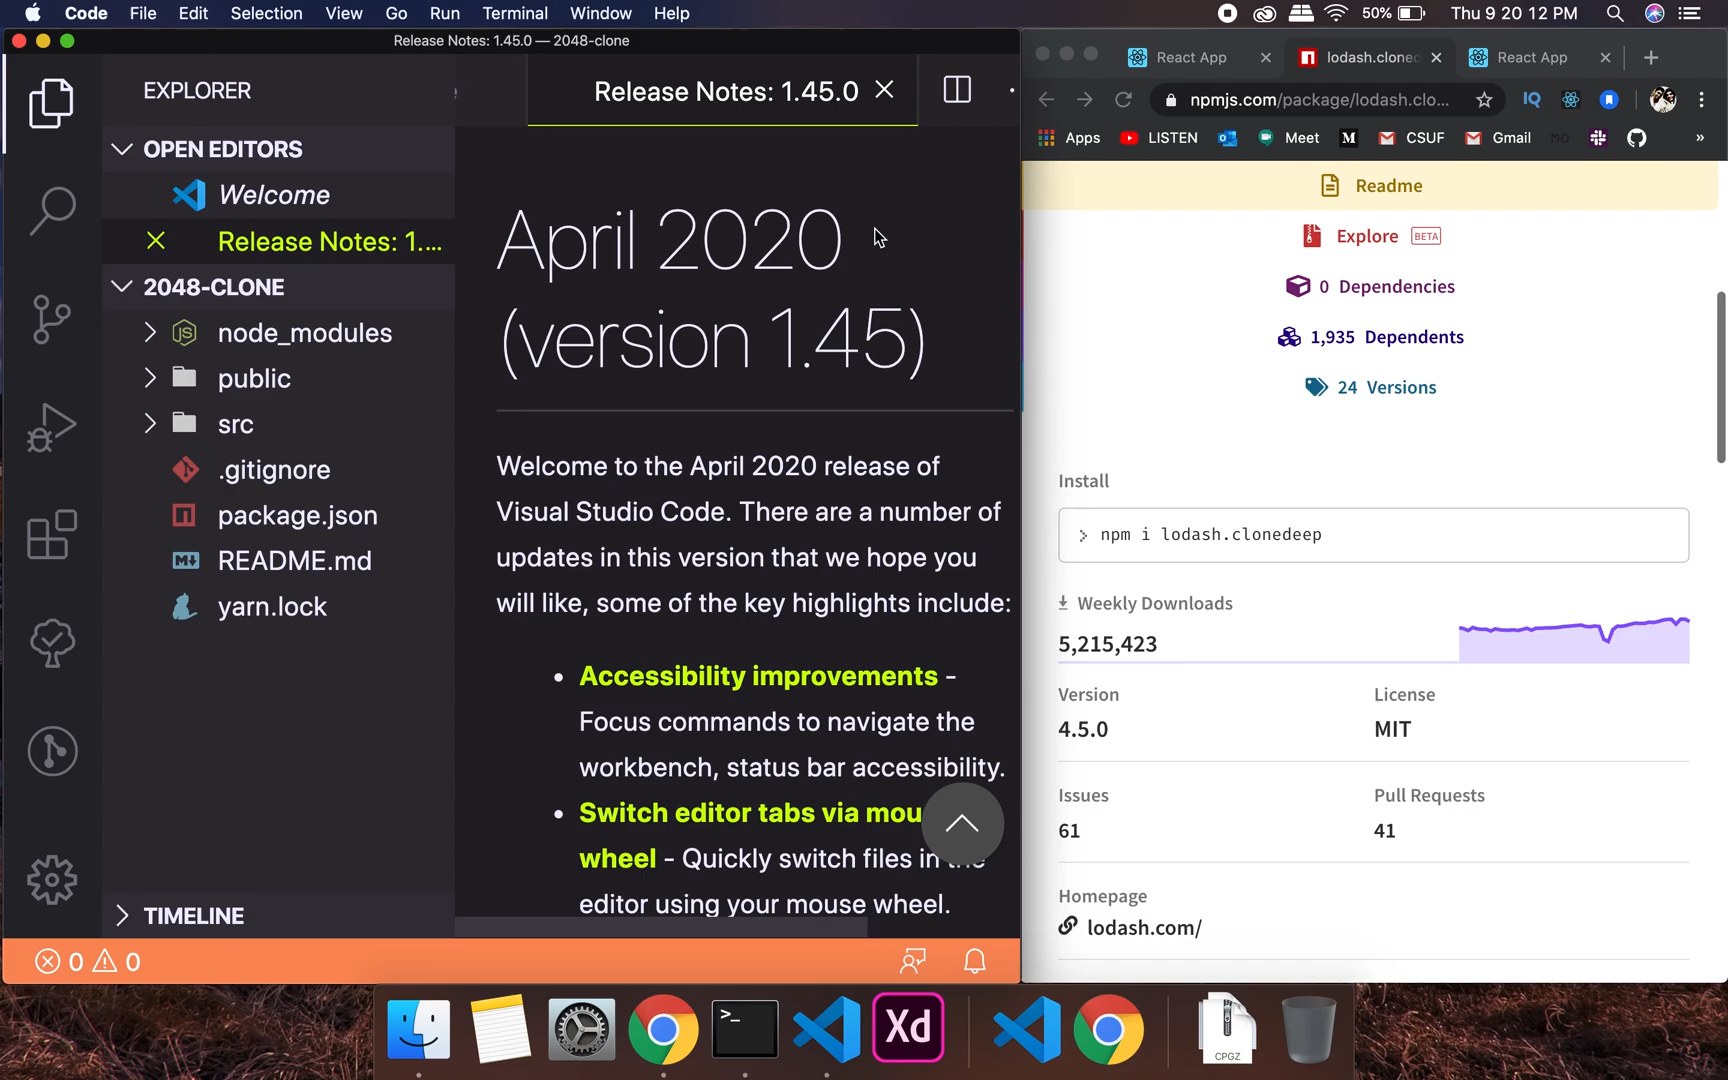 Code File Edit Selection View Go Run Terminal Window Help
50% Thu 9 20 12 PM
Release Notes: 1.45.0 — 2048-clone
EXPLORER
Release Notes: 1.45.0
OPEN EDITORS
Welcome
Release Notes: 1....
2048-CLONE
node_modules
public
src
.gitignore
package.json
README.md
yarn.lock
TIMELINE
0 0
April 2020
(version 1.45)
Welcome to the April 2020 release of
Visual Studio Code. There are a number of
updates in this version that we hope you
will like, some of the key highlights include:
• Accessibility improvements -
Focus commands to navigate the
workbench, status bar accessibility.
• Switch editor tabs via mou
wheel - Quickly switch files in the
editor using your mouse wheel.
React App
lodash.cloned
React App
npmjs.com/package/lodash.clo...
IQ
Apps LISTEN Meet M CSUF Gmail »
Readme
Explore BETA
0 Dependencies
1,935 Dependents
24 Versions
Install
> npm i lodash.clonedeep
Weekly Downloads
5,215,423
Version License
4.5.0 MIT
Issues Pull Requests
61 41
Homepage
lodash.com/
>_
Xd
CPGZ